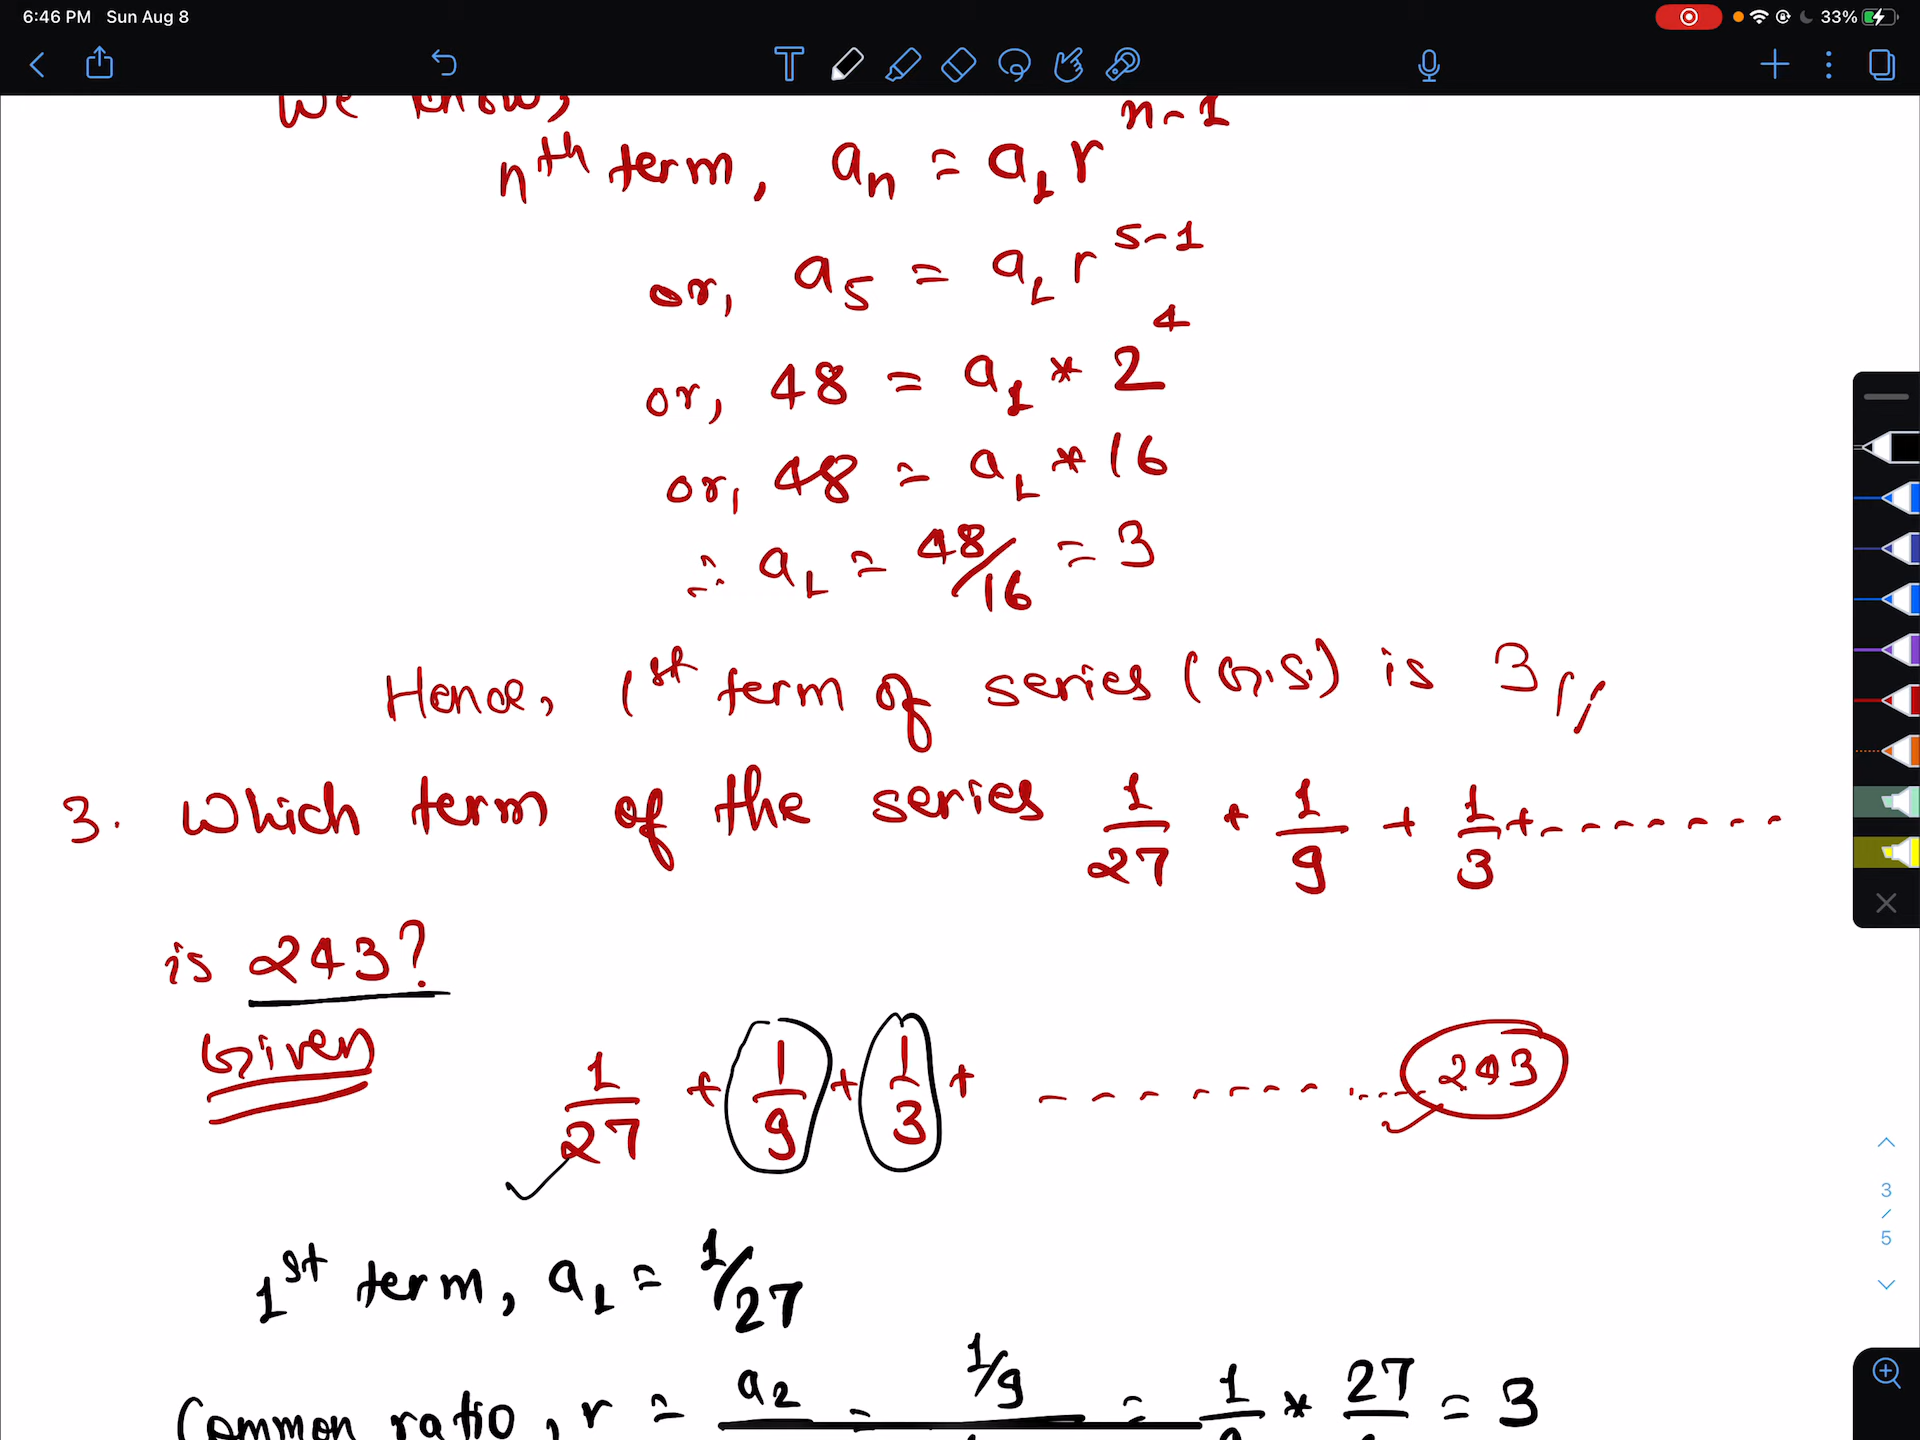 6:46 PM Sun Aug 8
33%
We know,
nth term, an = a1 r^n-1
or, a5 = a1 r^5-1
or, 48 = a1 * 2^4
or, 48 = a1 * 16
∴ a1 = 48/16 = 3
Hence, 1st term of series (G.S.) is 3 //
3. Which term of the series 1/27 + 1/9 + 1/3 + --------
is 243?
Given
1/27 + 1/9 + 1/3 + ------------- 243
1st term, a1 = 1/27
Common ratio, r = a2 = 1/9 = 1 * 27 = 3
3
/
5